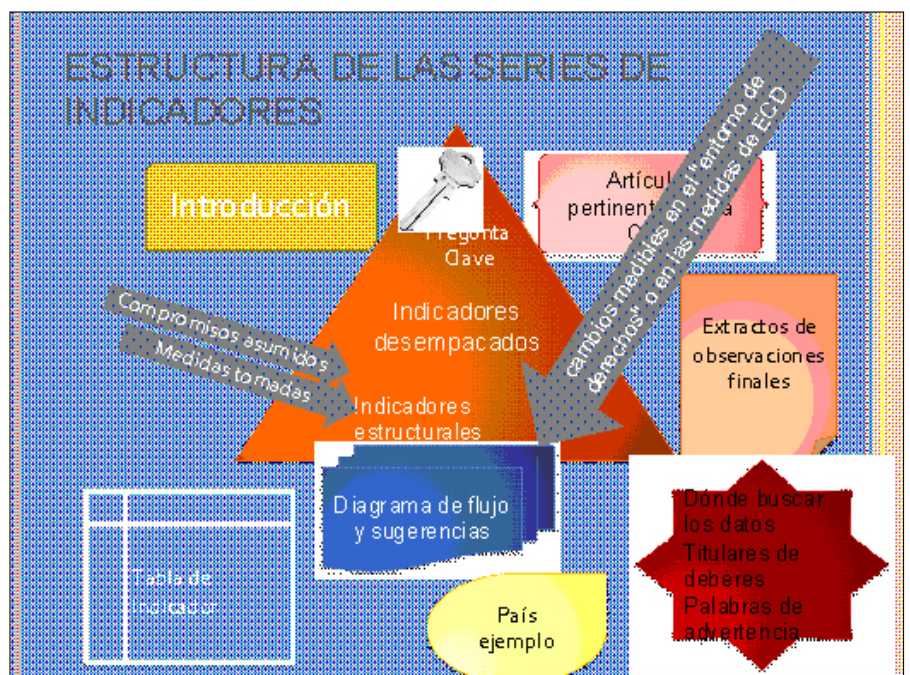 ESTRUCTURA DE LAS SERIES DE
INDICADORES
Introducción
Pregunta
Clave
Indicadores
desempacados
Indicadores
estructurales
Compromisos asumidos
Medidas tomadas
cambios medibles en el "entorno de
derechos" o en las medidas de ECD
Extractos de
observaciones
finales
Diagrama de flujo
y sugerencias
Tabla de
indicador
País
ejemplo
Dónde buscar
los datos
Titulares de
deberes
Palabras de
advertencia